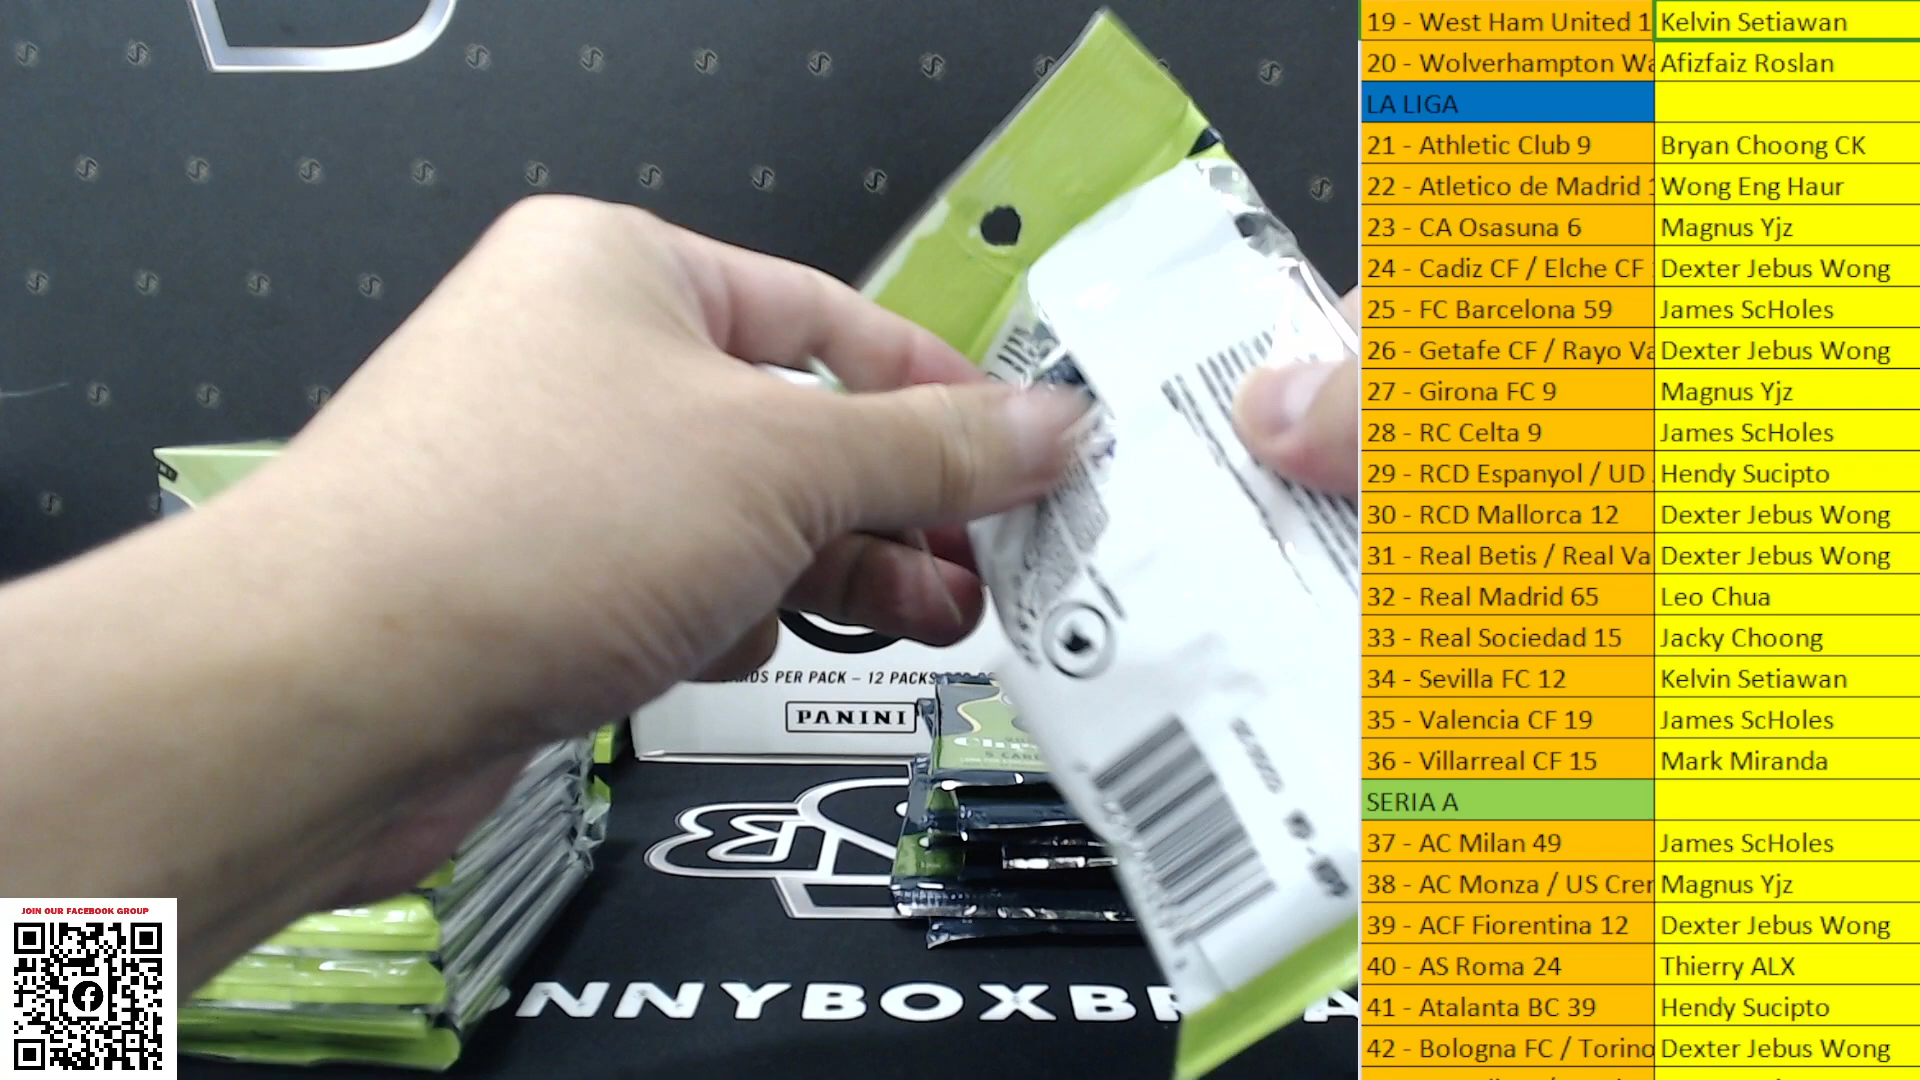 19 - West Ham United 1 Kelvin Setiawan
20 - Wolverhampton Wa Afizfaiz Roslan
LA LIGA
21 - Athletic Club 9 Bryan Choong CK
22 - Atletico de Madrid 1 Wong Eng Haur
23 - CA Osasuna 6 Magnus Yjz
24 - Cadiz CF / Elche CF Dexter Jebus Wong
25 - FC Barcelona 59 James ScHoles
26 - Getafe CF / Rayo Va Dexter Jebus Wong
27 - Girona FC 9 Magnus Yjz
28 - RC Celta 9 James ScHoles
29 - RCD Espanyol / UD Hendy Sucipto
30 - RCD Mallorca 12 Dexter Jebus Wong
31 - Real Betis / Real Va Dexter Jebus Wong
32 - Real Madrid 65 Leo Chua
33 - Real Sociedad 15 Jacky Choong
34 - Sevilla FC 12 Kelvin Setiawan
35 - Valencia CF 19 James ScHoles
36 - Villarreal CF 15 Mark Miranda
SERIA A
37 - AC Milan 49 James ScHoles
38 - AC Monza / US Crer Magnus Yjz
39 - ACF Fiorentina 12 Dexter Jebus Wong
40 - AS Roma 24 Thierry ALX
41 - Atalanta BC 39 Hendy Sucipto
42 - Bologna FC / Torino Dexter Jebus Wong
PER PACK – 12 PACKS
PANINI
JOIN OUR FACEBOOK GROUP
NNYBOXB